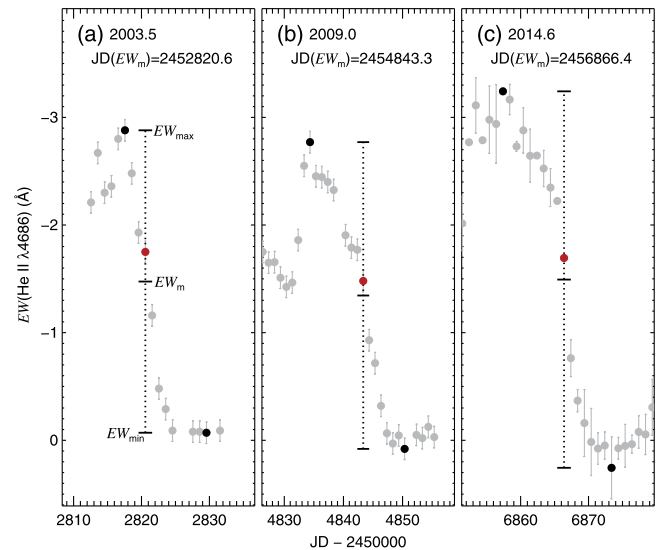 (a) 2003.5
JD(EWm)=2452820.6
(b) 2009.0
JD(EWm)=2454843.3
(c) 2014.6
JD(EWm)=2456866.4
EWmax
EWm
EWmin
EW(He II λ4686) (Å)
-3
-2
-1
0
2810 2820 2830
4830 4840 4850
6860 6870
JD − 2450000